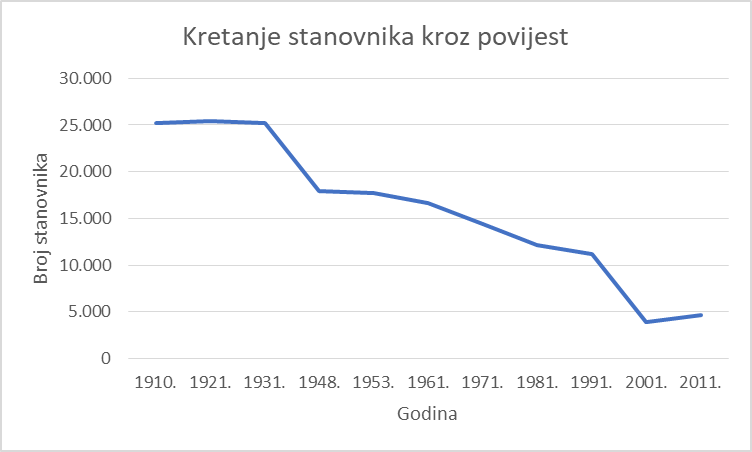 Kretanje stanovnika kroz povijest
30.000
25.000
20.000
15.000
10.000
5.000
0
Broj stanovnika
1910. 1921. 1931. 1948. 1953. 1961. 1971. 1981. 1991. 2001. 2011.
Godina